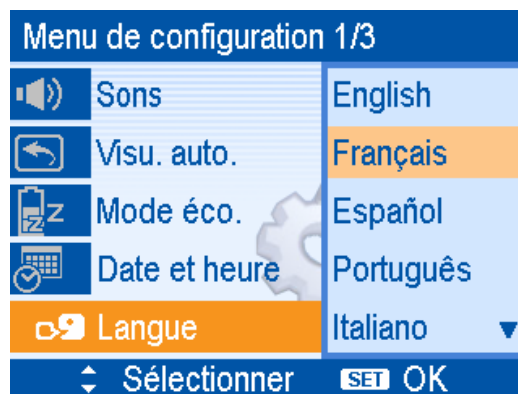 Menu de configuration 1/3
Sons
Visu. auto.
Mode éco.
Date et heure
Langue
English
Français
Español
Português
Italiano
Sélectionner SET OK